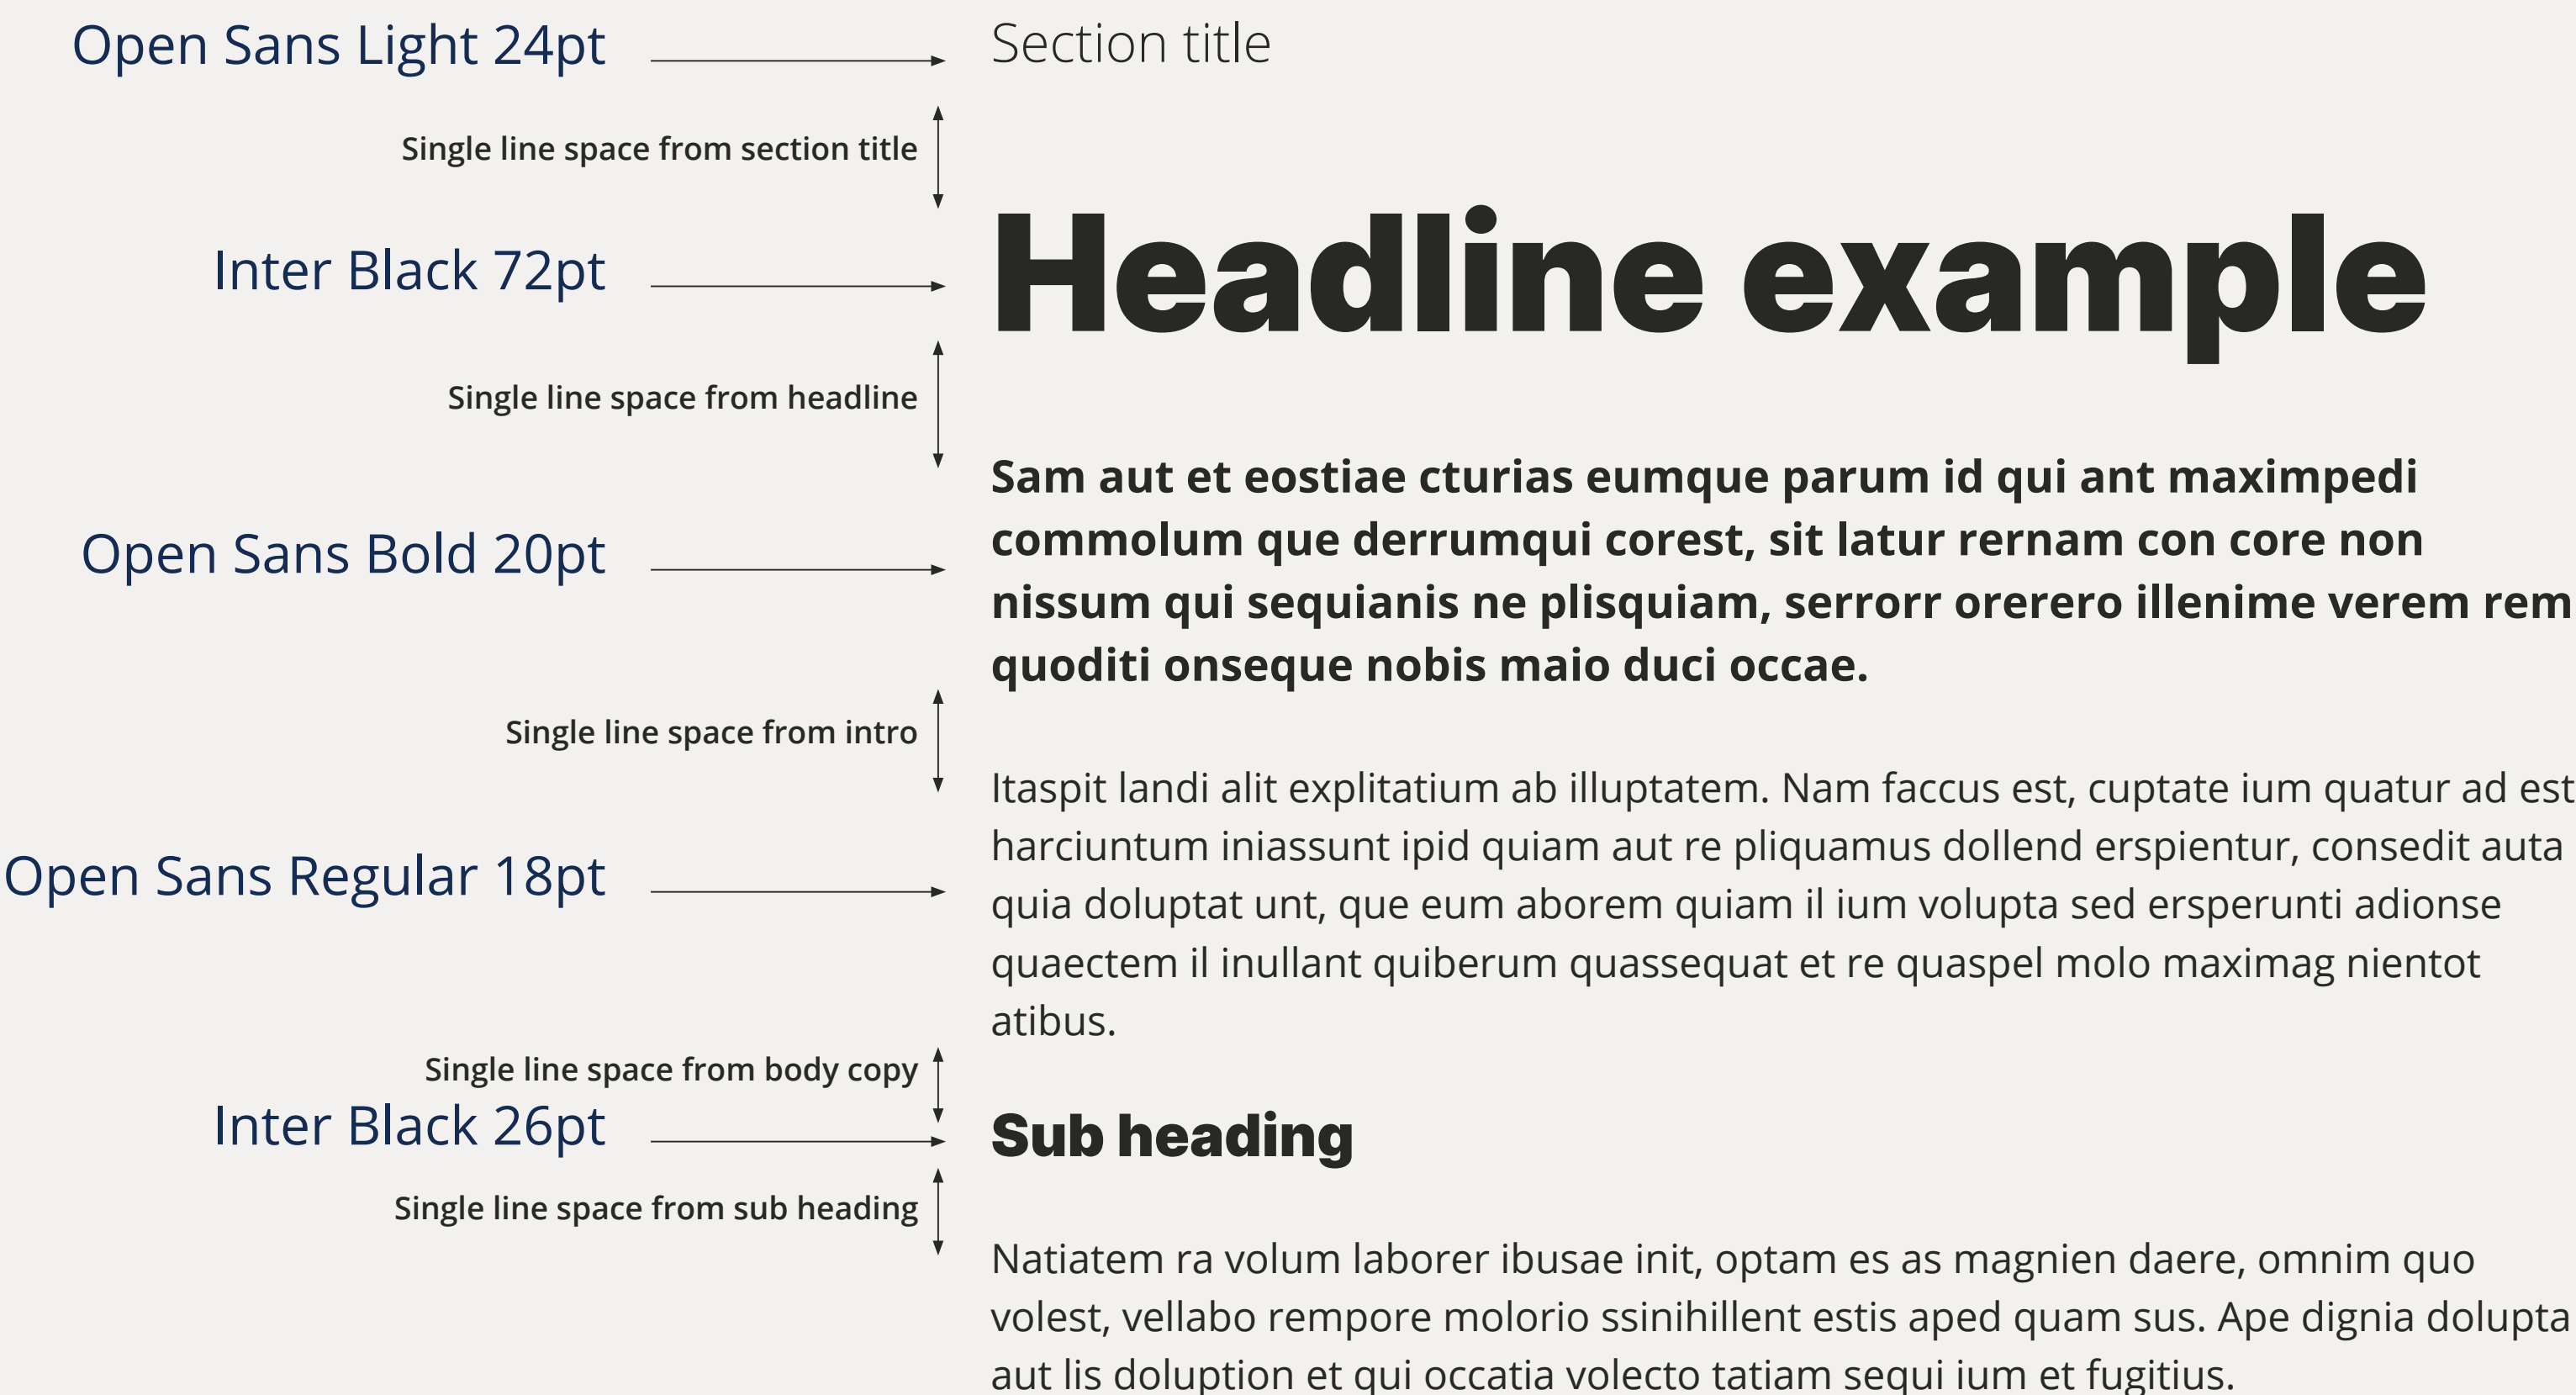 Open Sans Light 24pt
Section title
Single line space from section title
Inter Black 72pt
Headline example
Single line space from headline
Open Sans Bold 20pt
Sam aut et eostiae cturias eumque parum id qui ant maximpedi
commolum que derrumqui corest, sit latur rernam con core non
nissum qui sequianis ne plisquiam, serrorr orerero illenime verem rem
quoditi onseque nobis maio duci occae.
Single line space from intro
Open Sans Regular 18pt
Itaspit landi alit explitatium ab illuptatem. Nam faccus est, cuptate ium quatur ad est
harciuntum iniassunt ipid quiam aut re pliquamus dollend erspientur, consedit auta
quia doluptat unt, que eum aborem quiam il ium volupta sed ersperunti adionse
quaectem il inullant quiberum quassequat et re quaspel molo maximag nientot
atibus.
Single line space from body copy
Inter Black 26pt
Sub heading
Single line space from sub heading
Natiatem ra volum laborer ibusae init, optam es as magnien daere, omnim quo
volest, vellabo rempore molorio ssinihillent estis aped quam sus. Ape dignia dolupta
aut lis doluption et qui occatia volecto tatiam sequi ium et fugitius.